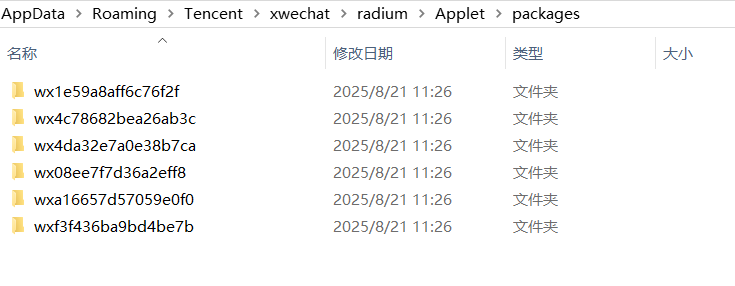 AppData > Roaming > Tencent > xwechat > radium > Applet > packages
名称 修改日期 类型 大小
wx1e59a8aff6c76f2f 2025/8/21 11:26 文件夹
wx4c78682bea26ab3c 2025/8/21 11:26 文件夹
wx4da32e7a0e38b7ca 2025/8/21 11:26 文件夹
wx08ee7f7d36a2eff8 2025/8/21 11:26 文件夹
wxa16657d57059e0f0 2025/8/21 11:26 文件夹
wxf3f436ba9bd4be7b 2025/8/21 11:26 文件夹